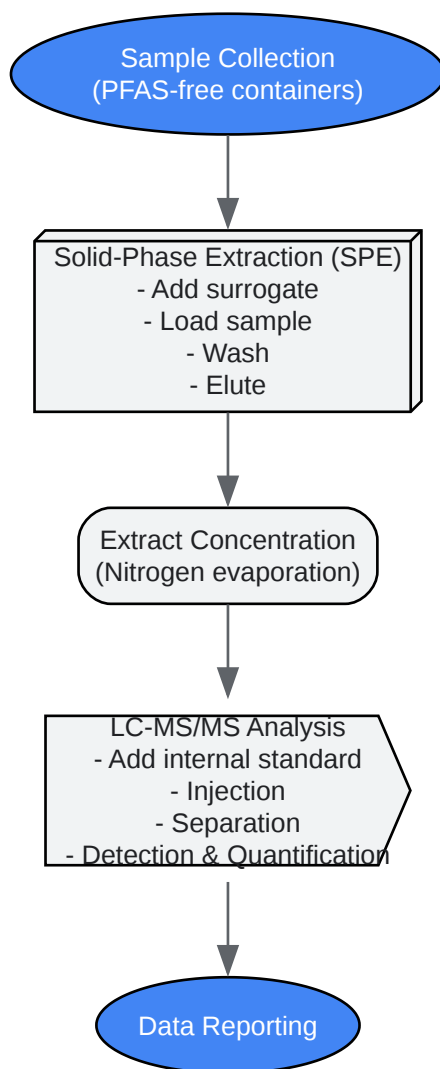 Sample Collection
(PFAS-free containers)
Solid-Phase Extraction (SPE)
- Add surrogate
- Load sample
- Wash
- Elute
Extract Concentration
(Nitrogen evaporation)
LC-MS/MS Analysis
- Add internal standard
- Injection
- Separation
- Detection & Quantification
Data Reporting